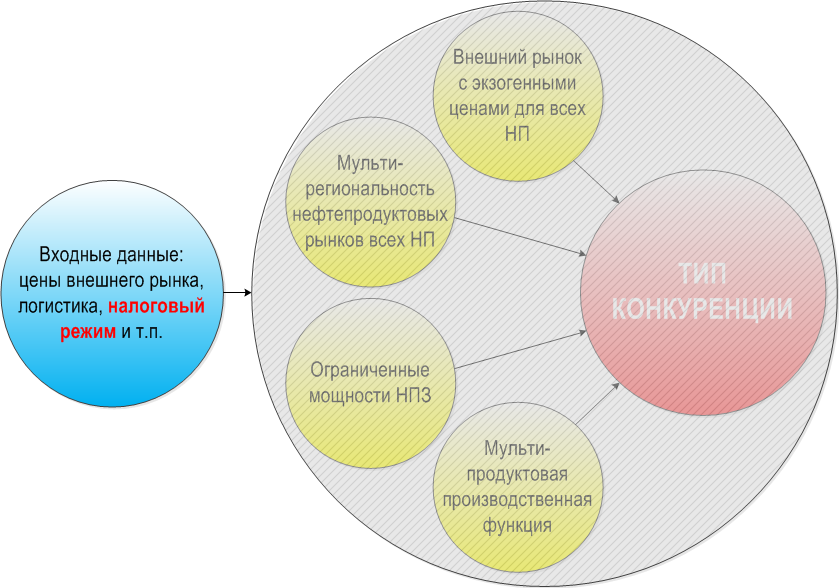 Внешний рынок
с экзогенными
ценами для всех
НП
Мульти-
региональность
нефтепродуктовых
рынков всех НП
Входные данные:
цены внешнего рынка,
логистика, налоговый
режим и т.п.
ТИП
КОНКУРЕНЦИИ
Ограниченные
мощности НПЗ
Мульти-
продуктовая
производственная
функция